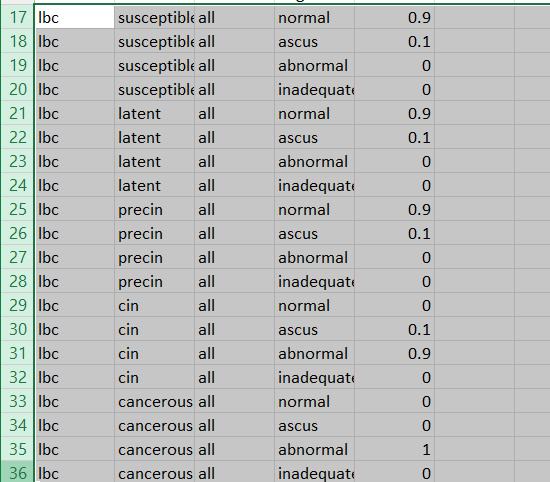 17 lbc susceptible all normal 0.9
18 lbc susceptible all ascus 0.1
19 lbc susceptible all abnormal 0
20 lbc susceptible all inadequate 0
21 lbc latent all normal 0.9
22 lbc latent all ascus 0.1
23 lbc latent all abnormal 0
24 lbc latent all inadequate 0
25 lbc precin all normal 0.9
26 lbc precin all ascus 0.1
27 lbc precin all abnormal 0
28 lbc precin all inadequate 0
29 lbc cin all normal 0
30 lbc cin all ascus 0.1
31 lbc cin all abnormal 0.9
32 lbc cin all inadequate 0
33 lbc cancerous all normal 0
34 lbc cancerous all ascus 0
35 lbc cancerous all abnormal 1
36 lbc cancerous all inadequate 0